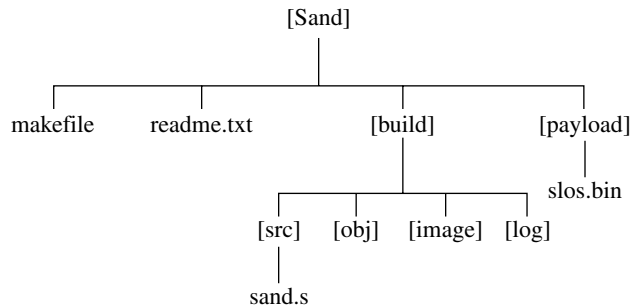 [Sand]
makefile readme.txt [build] [payload]
slos.bin
[src] [obj] [image] [log]
sand.s